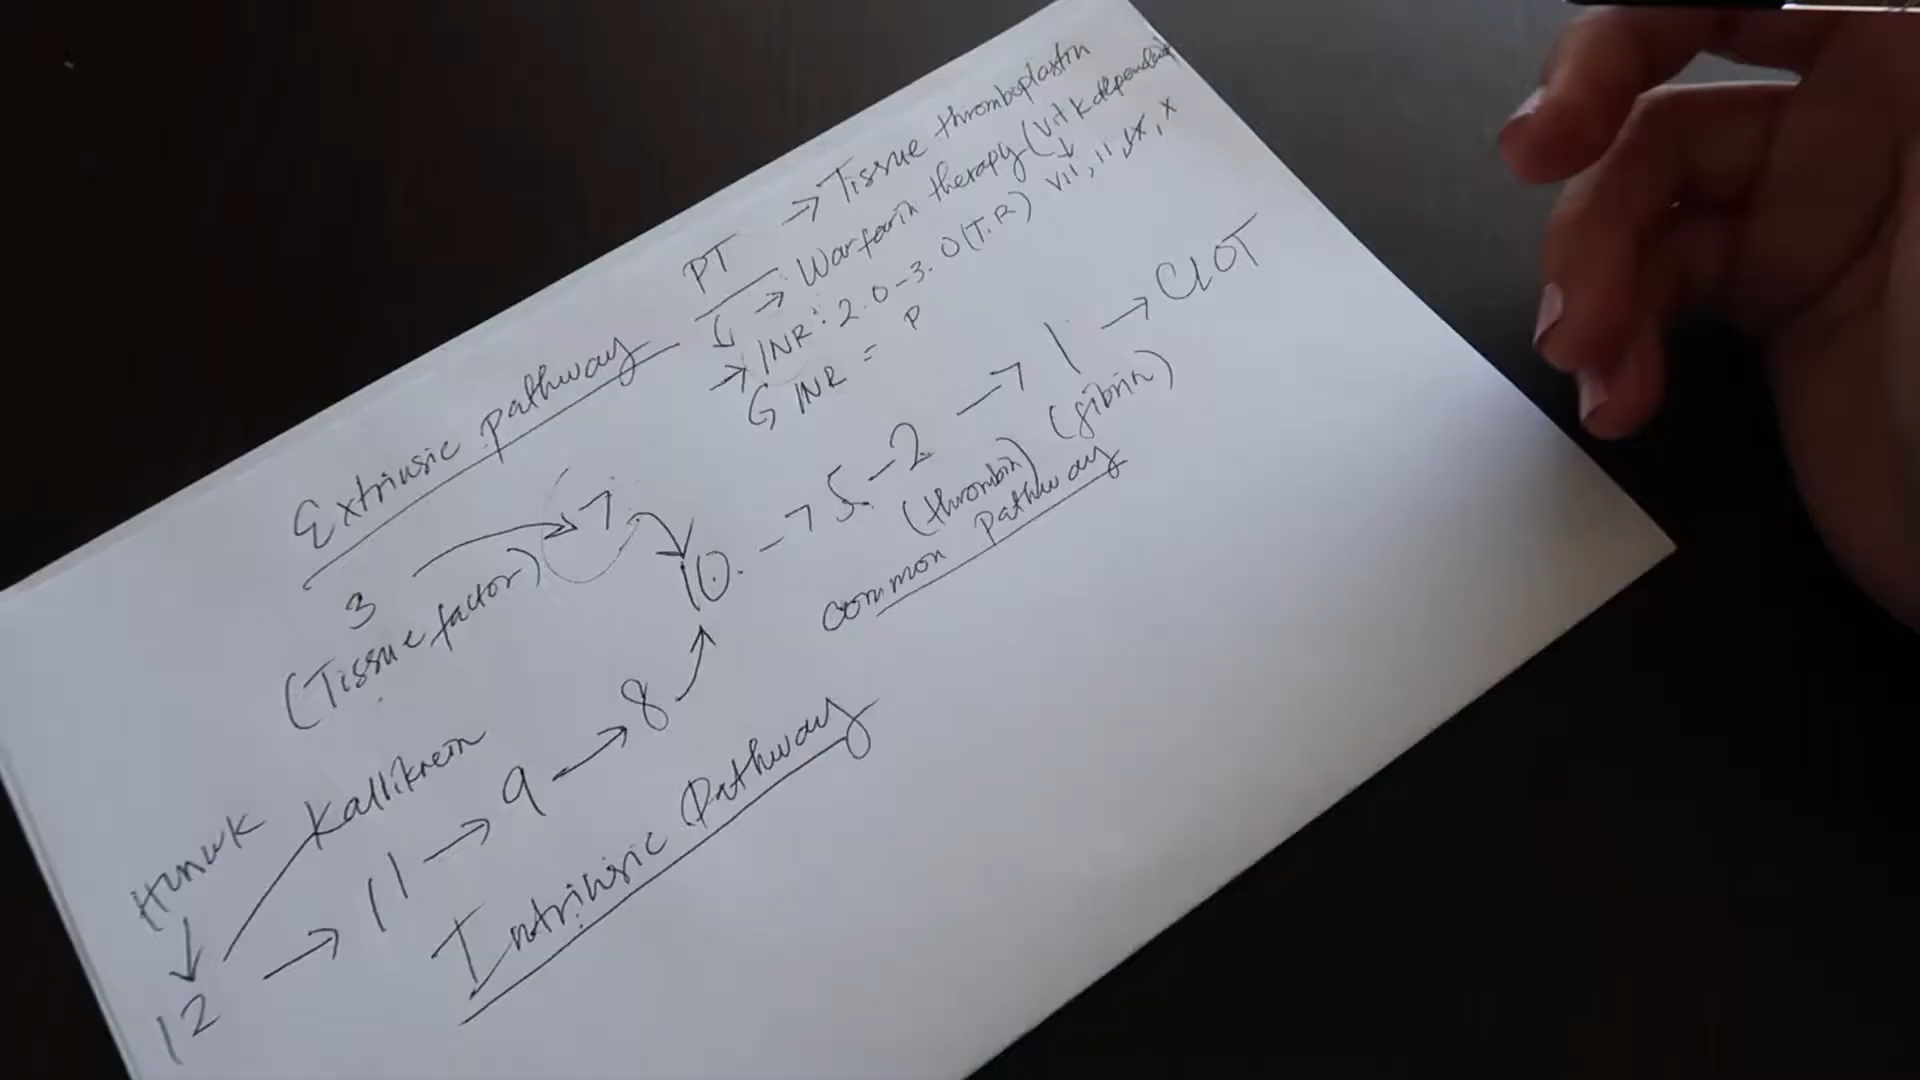 PT → Tissue thromboplastin
→ Warfarin therapy (Vit K dependent)
↓
VII, II, IX, X
→ INR: 2.0-3.0 (T.R)
INR = P
Extrinsic pathway
3 → 7 → 10 → 5 - 2 → 1 → CLOT
(Tissue factor)
(thrombin) (fibrin)
common pathway
Kallikrein
12 → 11 → 9 → 8
Intrinsic Pathway